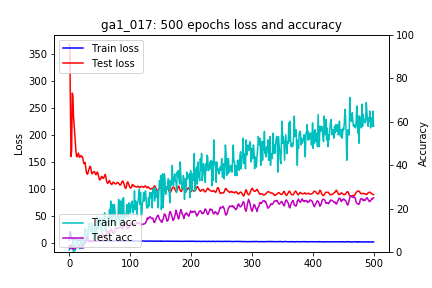 ga1_017: 500 epochs loss and accuracy
Train loss
Test loss
Train acc
Test acc
Loss
350
300
250
200
150
100
50
0
Accuracy
100
80
60
40
20
0
0
100
200
300
400
500